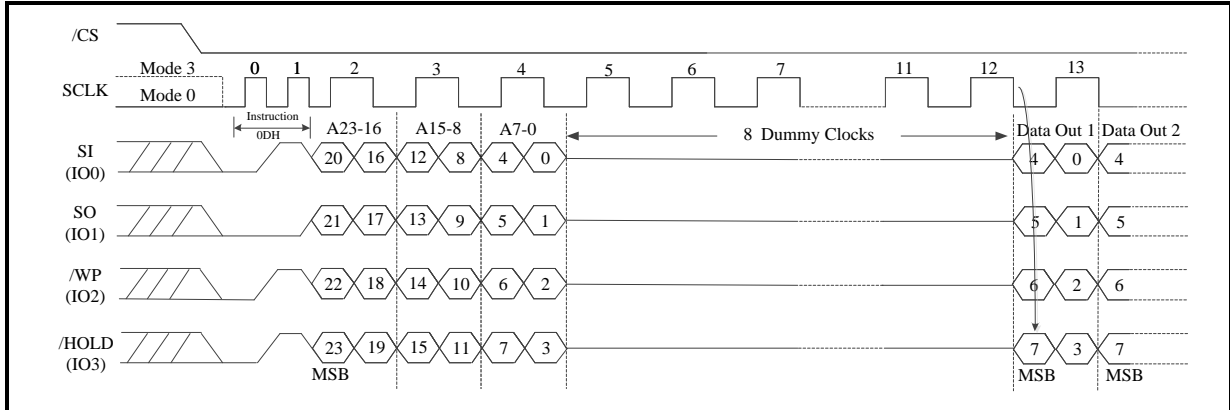 /CS
Mode 3 0 1 2 3 4 5 6 7 11 12 13
SCLK
Mode 0
Instruction
0DH
A23-16 A15-8 A7-0 8 Dummy Clocks Data Out 1 Data Out 2
SI
(IO0)
20 16 12 8 4 0 4 0 4
SO
(IO1)
21 17 13 9 5 1 5 1 5
/WP
(IO2)
22 18 14 10 6 2 6 2 6
/HOLD
(IO3)
23 19 15 11 7 3 7 3 7
MSB MSB MSB